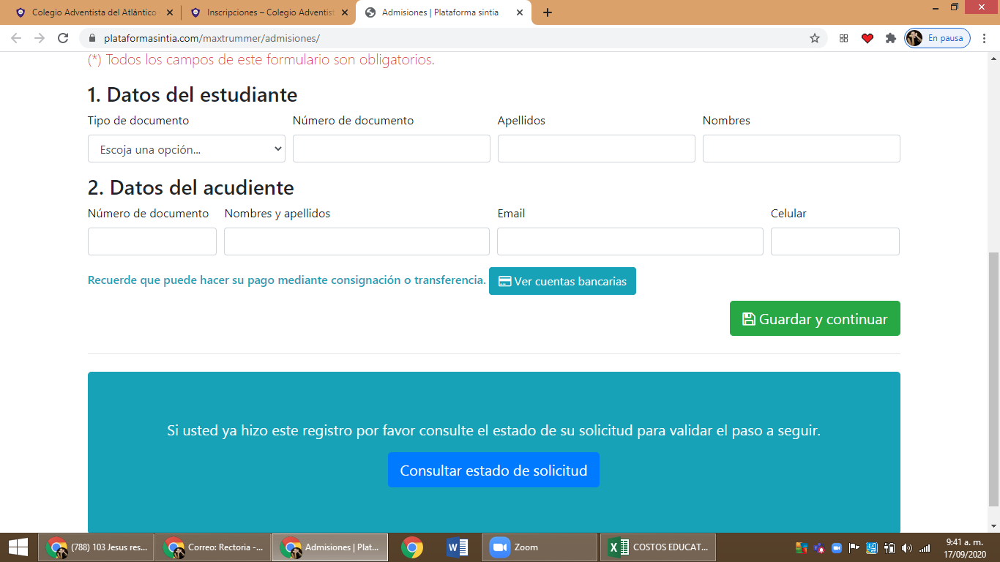 Colegio Adventista del Atlántico
Inscripciones – Colegio Adventist
Admisiones | Plataforma sintia
plataformasintia.com/maxtrummer/admisiones/
En pausa
(*) Todos los campos de este formulario son obligatorios.
1. Datos del estudiante
Tipo de documento Número de documento Apellidos Nombres
Escoja una opción...
2. Datos del acudiente
Número de documento Nombres y apellidos Email Celular
Recuerde que puede hacer su pago mediante consignación o transferencia. Ver cuentas bancarias
Guardar y continuar
Si usted ya hizo este registro por favor consulte el estado de su solicitud para validar el paso a seguir.
Consultar estado de solicitud
(788) 103 Jesus res... Correo: Rectoria -... Admisiones | Plat... Zoom COSTOS EDUCAT...
9:41 a. m.
17/09/2020